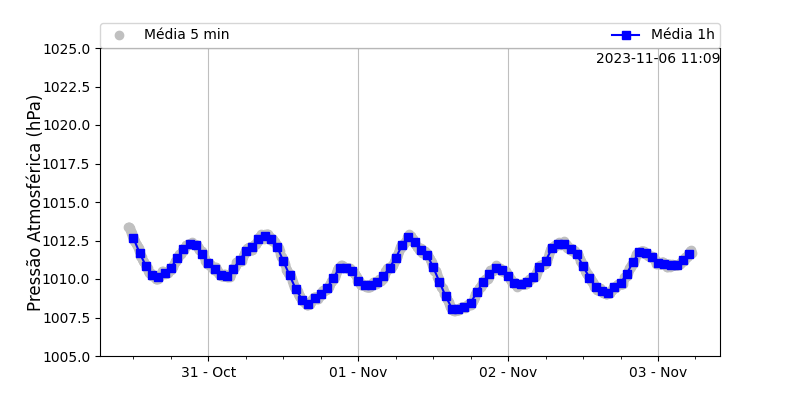 Média 5 min
Média 1h
2023-11-06 11:09
Pressão Atmosférica (hPa)
1025.0
1022.5
1020.0
1017.5
1015.0
1012.5
1010.0
1007.5
1005.0
31 - Oct
01 - Nov
02 - Nov
03 - Nov